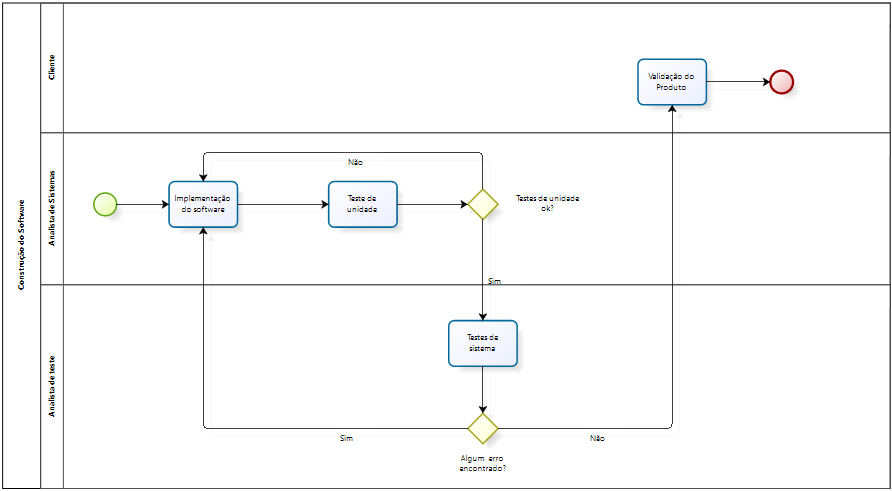 Construção do Software
Cliente
Validação do
Produto
Analista de Sistemas
Não
Implementação
do software
Teste de
unidade
Testes de unidade
ok?
Sim
Analista de teste
Testes de
sistema
Sim
Não
Algum erro
encontrado?